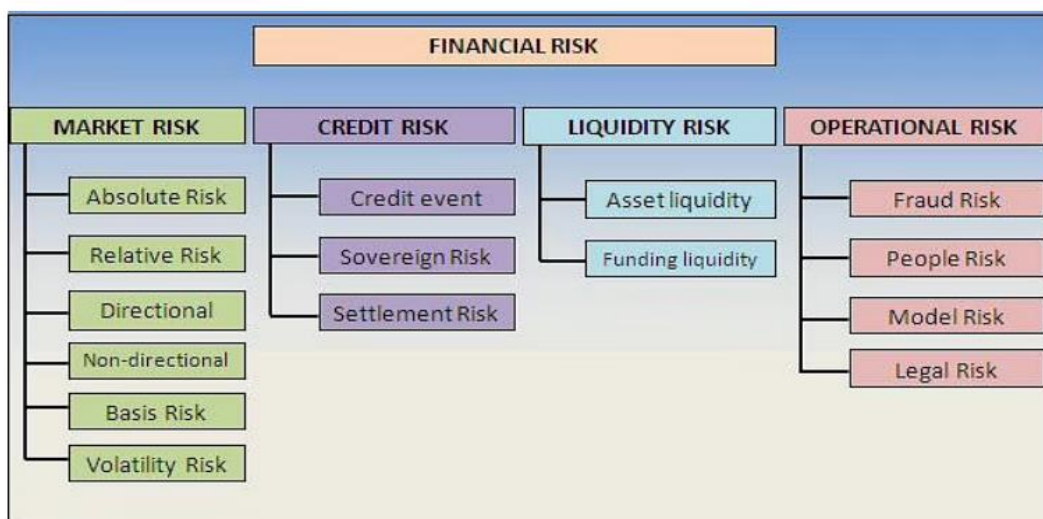 FINANCIAL RISK
MARKET RISK
Absolute Risk
Relative Risk
Directional
Non-directional
Basis Risk
Volatility Risk
CREDIT RISK
Credit event
Sovereign Risk
Settlement Risk
LIQUIDITY RISK
Asset liquidity
Funding liquidity
OPERATIONAL RISK
Fraud Risk
People Risk
Model Risk
Legal Risk